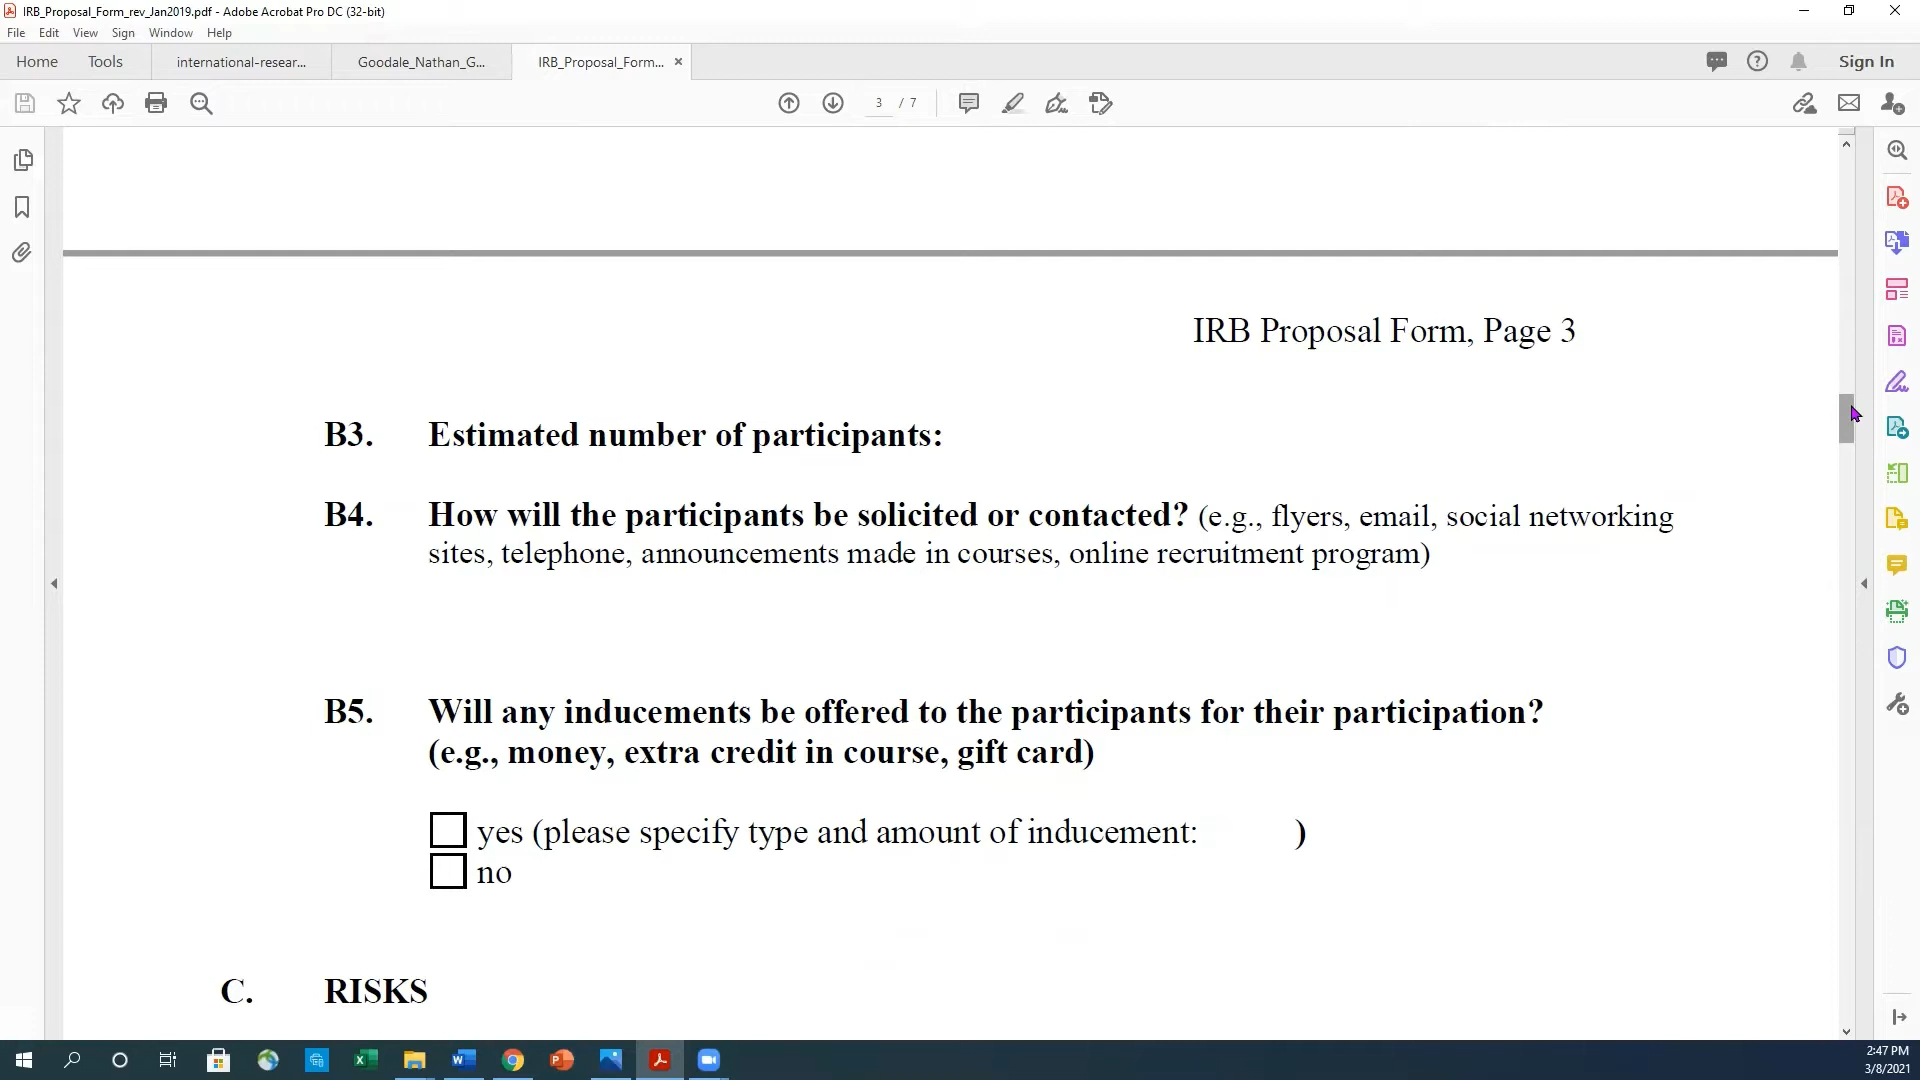 IRB_Proposal_Form_rev_Jan2019.pdf - Adobe Acrobat Pro DC (32-bit)
File Edit View Sign Window Help
Home Tools international-resear... Goodale_Nathan_G... IRB_Proposal_Form... Sign In
3 / 7
IRB Proposal Form, Page 3
B3. Estimated number of participants:
B4. How will the participants be solicited or contacted? (e.g., flyers, email, social networking
sites, telephone, announcements made in courses, online recruitment program)
B5. Will any inducements be offered to the participants for their participation?
(e.g., money, extra credit in course, gift card)
yes (please specify type and amount of inducement: )
no
C. RISKS
2:47 PM
3/8/2021